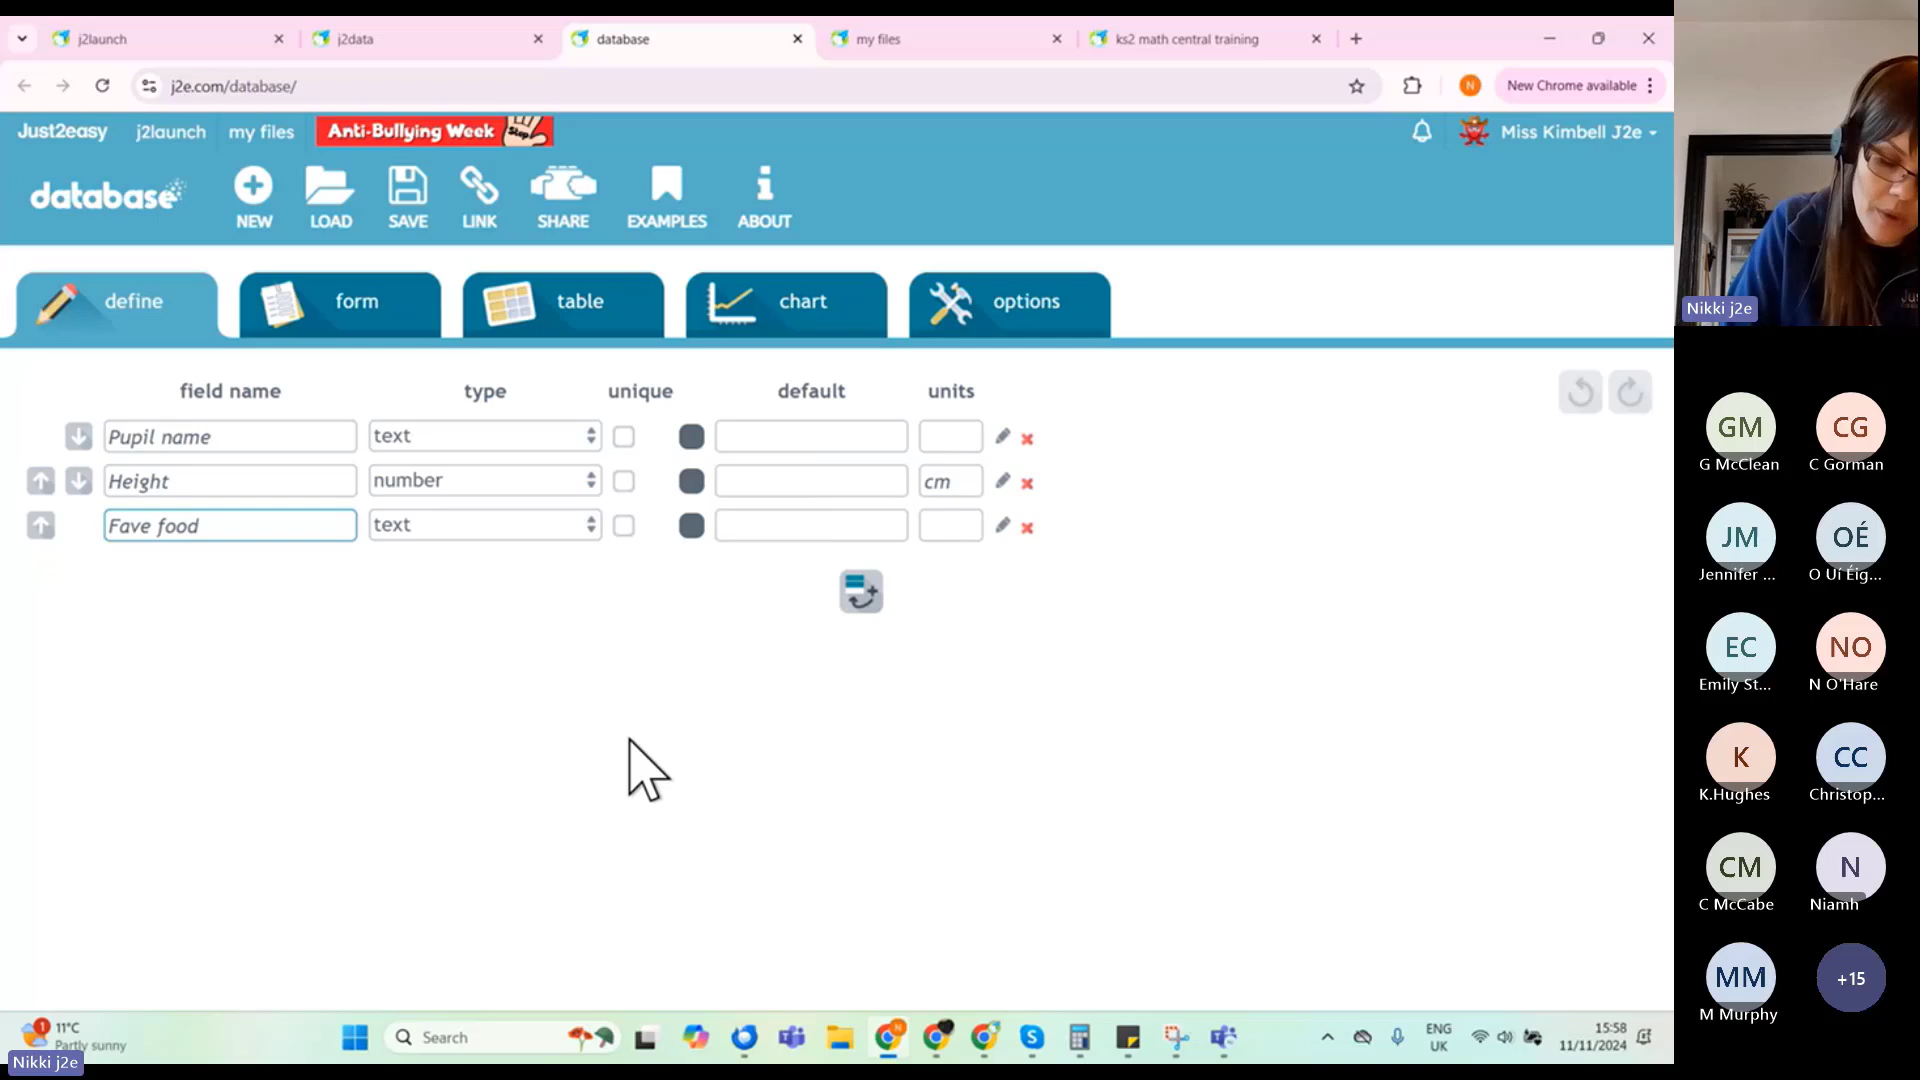 j2launch
j2data
database
my files
ks2 math central training
j2e.com/database/
N
New Chrome available
Just2easy
j2launch
my files
Anti-Bullying Week
Stop!
Miss Kimbell J2e
database
NEW
LOAD
SAVE
LINK
SHARE
EXAMPLES
ABOUT
define
form
table
chart
options
field name
type
unique
default
units
Pupil name
text
Height
number
cm
Fave food
text
Nikki j2e
GM
G McClean
CG
C Gorman
JM
Jennifer ...
OÉ
O Uí Éig...
EC
Emily St...
NO
N O'Hare
K
K.Hughes
CC
Christop...
CM
C McCabe
N
Niamh
MM
M Murphy
+15
1
11°C
Partly sunny
Search
ENG
UK
15:58
11/11/2024
Nikki j2e